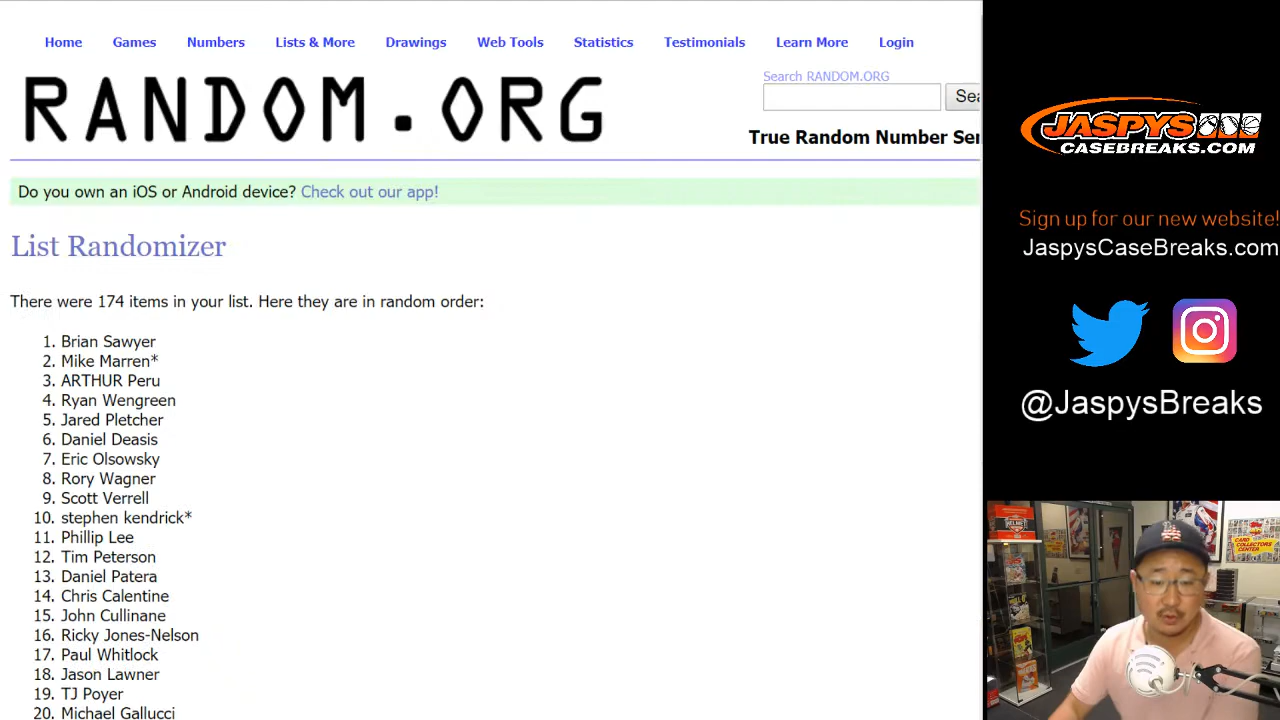 Home Games Numbers Lists & More Drawings Web Tools Statistics Testimonials Learn More Login
RANDOM.ORG
Search RANDOM.ORG
Sea
True Random Number Ser
Do you own an iOS or Android device? Check out our app!
List Randomizer
There were 174 items in your list. Here they are in random order:
1. Brian Sawyer
2. Mike Marren*
3. ARTHUR Peru
4. Ryan Wengreen
5. Jared Pletcher
6. Daniel Deasis
7. Eric Olsowsky
8. Rory Wagner
9. Scott Verrell
10. stephen kendrick*
11. Phillip Lee
12. Tim Peterson
13. Daniel Patera
14. Chris Calentine
15. John Cullinane
16. Ricky Jones-Nelson
17. Paul Whitlock
18. Jason Lawner
19. TJ Poyer
20. Michael Gallucci
JASPYS
CASEBREAKS.COM
Sign up for our new website!
JaspysCaseBreaks.com
@JaspysBreaks
CARD COLLECTORS CENTER